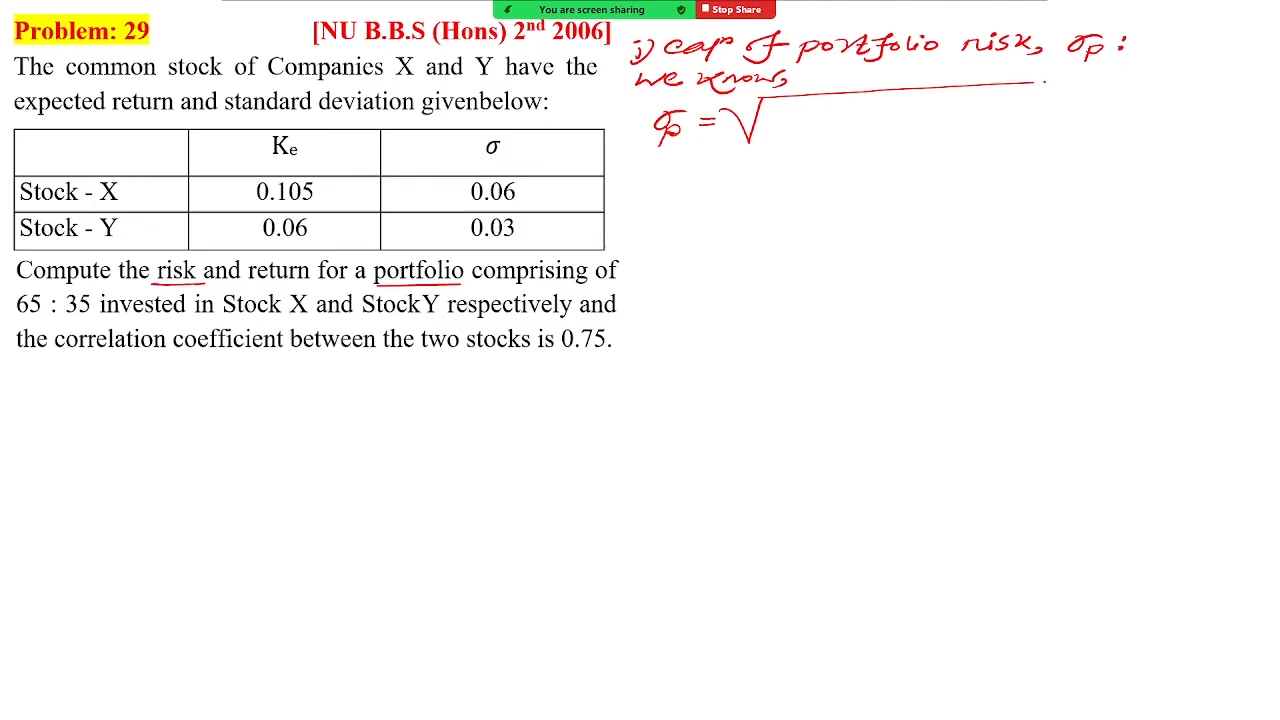 You are screen sharing Stop Share
Problem: 29 [NU B.B.S (Hons) 2nd 2006]
The common stock of Companies X and Y have the
expected return and standard deviation givenbelow:
Kₑ σ
Stock - X 0.105 0.06
Stock - Y 0.06 0.03
Compute the risk and return for a portfolio comprising of
65 : 35 invested in Stock X and StockY respectively and
the correlation coefficient between the two stocks is 0.75.
i) calⁿ of portfolio risk, σp :
we know,
σp = √